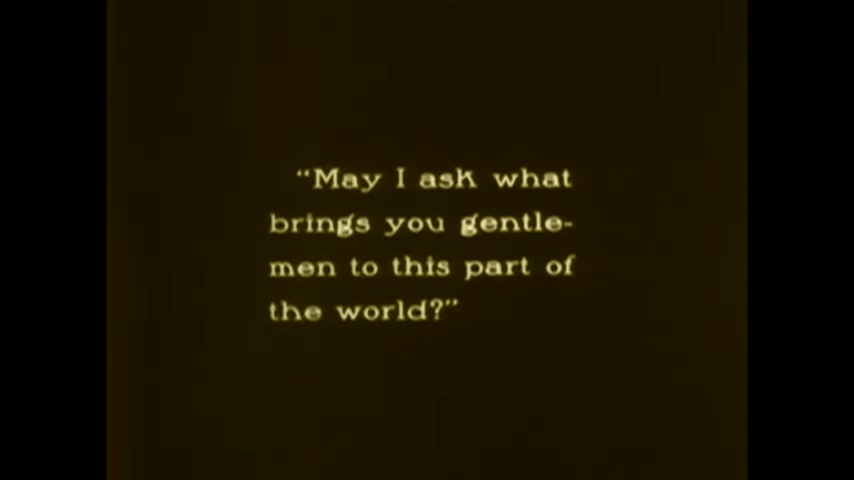 “May I ask what
brings you gentle-
men to this part of
the world?”